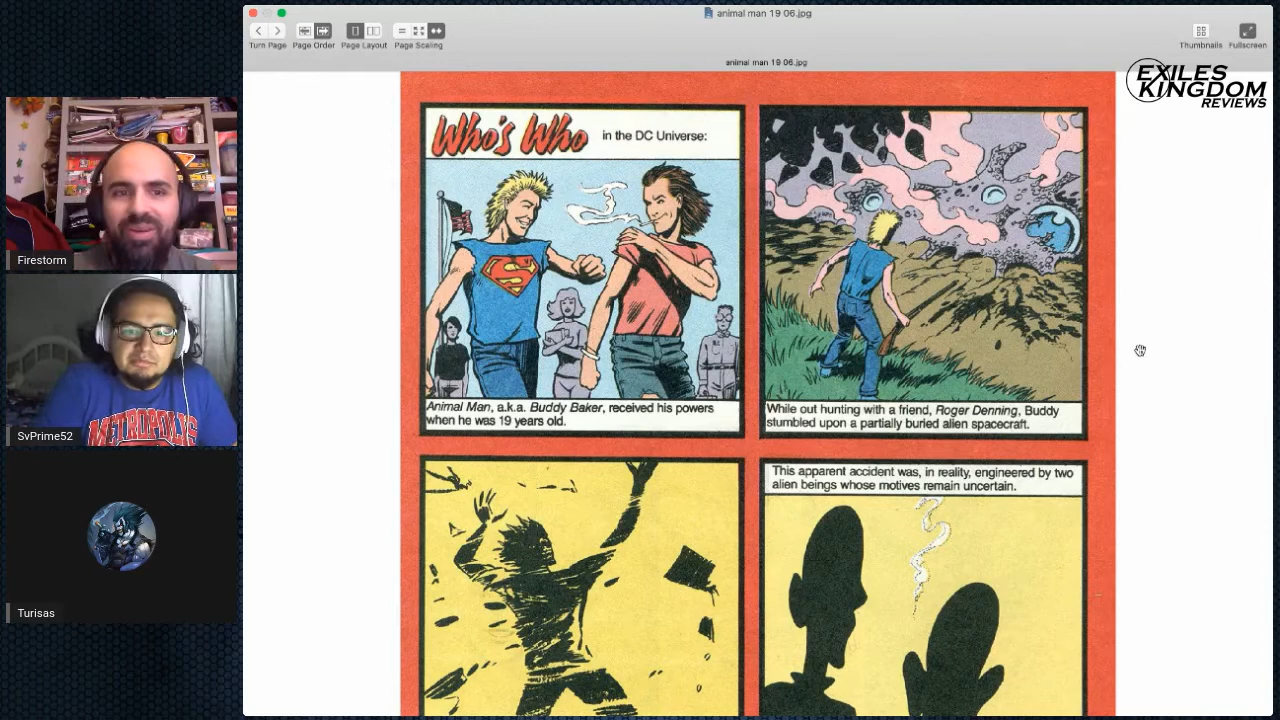 animal man 19 06.jpg
Turn Page
Page Order
Page Layout
Page Scaling
Thumbnails
Fullscreen
animal man 19 06.jpg
EXILES
KINGDOM
REVIEWS
Firestorm
METROPOLIS
SvPrime52
Turisas
Who's Who in the DC Universe:
S
Animal Man, a.k.a. Buddy Baker, received his powers
when he was 19 years old.
While out hunting with a friend, Roger Denning, Buddy
stumbled upon a partially buried alien spacecraft.
This apparent accident was, in reality, engineered by two
alien beings whose motives remain uncertain.